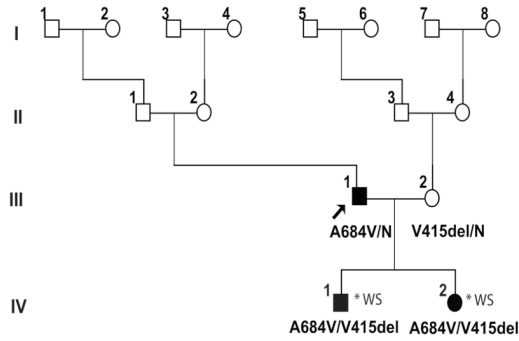 I 1 2 3 4 5 6 7 8
II 1 2 3 4
III 1 2
A684V/N V415del/N
IV 1 * WS 2 * WS
A684V/V415del A684V/V415del